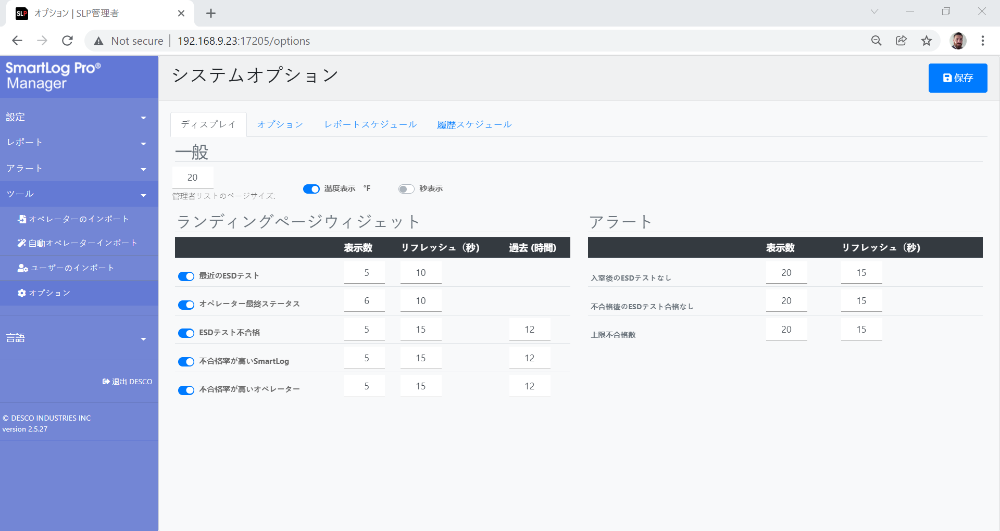 オプション | SLP管理者
SLP
Not secure
192.168.9.23:17205/options
SmartLog Pro®
Manager
設定
レポート
アラート
ツール
オペレーターのインポート
自動オペレーターインポート
ユーザーのインポート
オプション
言語
退出 DESCO
© DESCO INDUSTRIES INC
version 2.5.27
システムオプション
保存
ディスプレイ オプション レポートスケジュール 履歴スケジュール
一般
20
管理者リストのページサイズ:
温度表示 °F
秒表示
ランディングページウィジェット
表示数 リフレッシュ (秒) 過去 (時間)
最近のESDテスト 5 10
オペレーター最終ステータス 6 10
ESDテスト不合格 5 15 12
不合格率が高いSmartLog 5 15 12
不合格率が高いオペレーター 5 15 12
アラート
表示数 リフレッシュ (秒)
入室後のESDテストなし 20 15
不合格後のESDテスト合格なし 20 15
上限不合格数 20 15